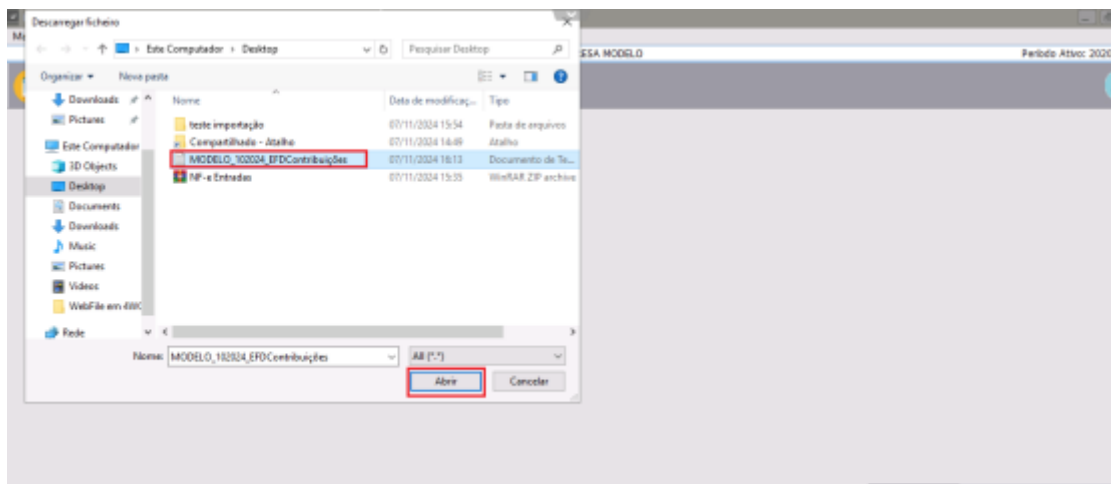 Descarregar ficheiro
Este Computador › Desktop
Pesquisar Desktop
ESA MODELO
Período Ativo: 2020
Organizar
Nova pasta
Downloads
Pictures
Este Computador
3D Objects
Desktop
Documents
Downloads
Music
Pictures
Videos
WebFile em
Rede
Nome Data de modificaç... Tipo
teste importação 07/11/2024 15:54 Pasta de arquivos
Compartilhado - Atalho 07/11/2024 14:49 Atalho
MODELO_102024_EFDContribuições 07/11/2024 16:13 Documento de Te...
NF-e Entradas 07/11/2024 15:35 WinRAR ZIP archive
Nome: MODELO_102024_EFDContribuições
All (*.*)
Abrir
Cancelar